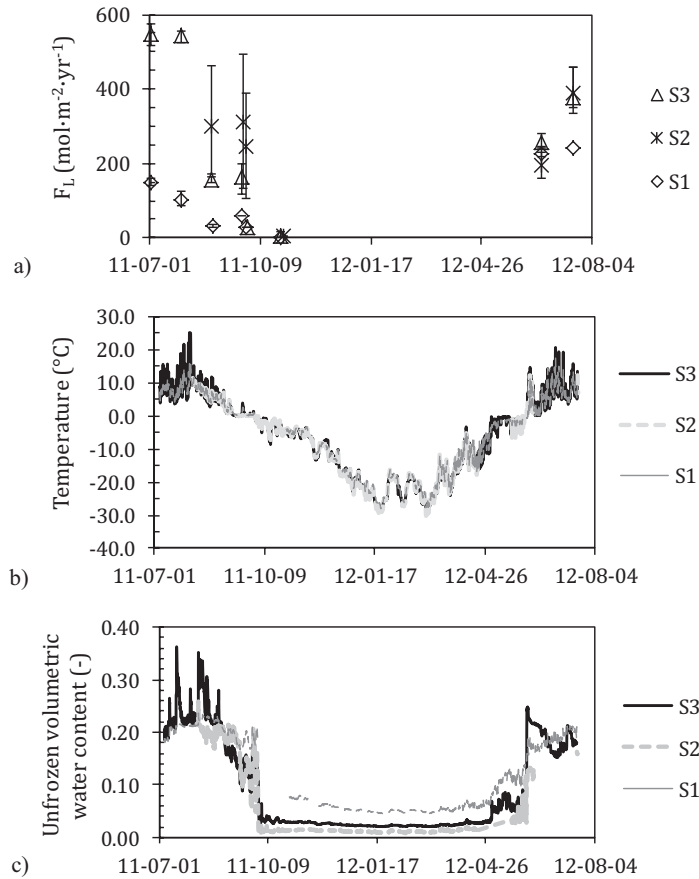 600
400
200
0
F_L (mol·m⁻²·yr⁻¹)
S3
S2
S1
11-07-01 11-10-09 12-01-17 12-04-26 12-08-04
a)
30.0
20.0
10.0
0.0
-10.0
-20.0
-30.0
-40.0
Temperature (°C)
S3
S2
S1
11-07-01 11-10-09 12-01-17 12-04-26 12-08-04
b)
0.40
0.30
0.20
0.10
0.00
Unfrozen volumetric
water content (-)
S3
S2
S1
11-07-01 11-10-09 12-01-17 12-04-26 12-08-04
c)